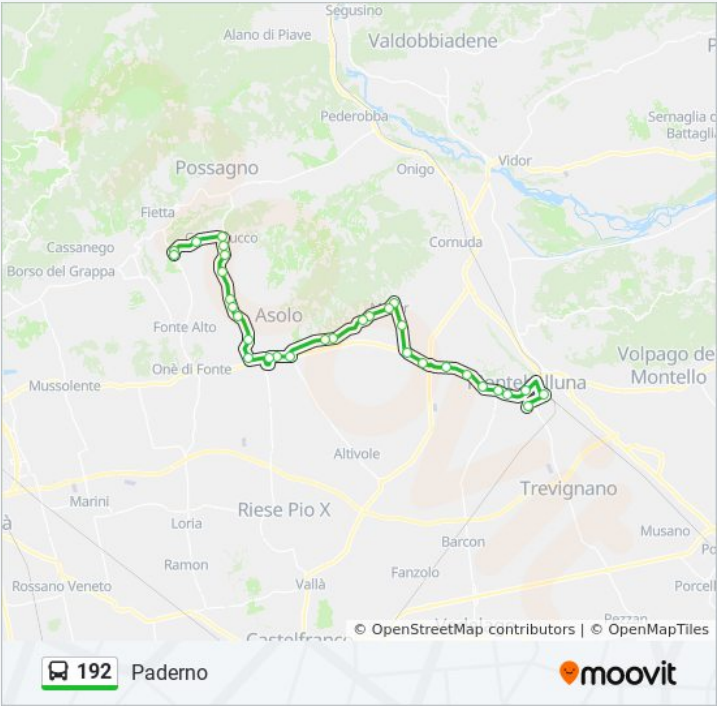 Segusino
Alano di Piave
Valdobbiadene
Pederobba
Sernaglia d
Battaglia
Vidor
Onigo
Possagno
Fietta
Cassanego
Cornuda
Borso del Grappa
Asolo
Fonte Alto
Onè di Fonte
Volpago de
Montello
Mussolente
Altivole
Trevignano
Marini
Riese Pio X
Loria
Musano
Barcon
Ramon
Fanzolo
Vallà
Porcel
Rossano Veneto
© OpenStreetMap contributors | © OpenMapTiles
192 Paderno
moovit